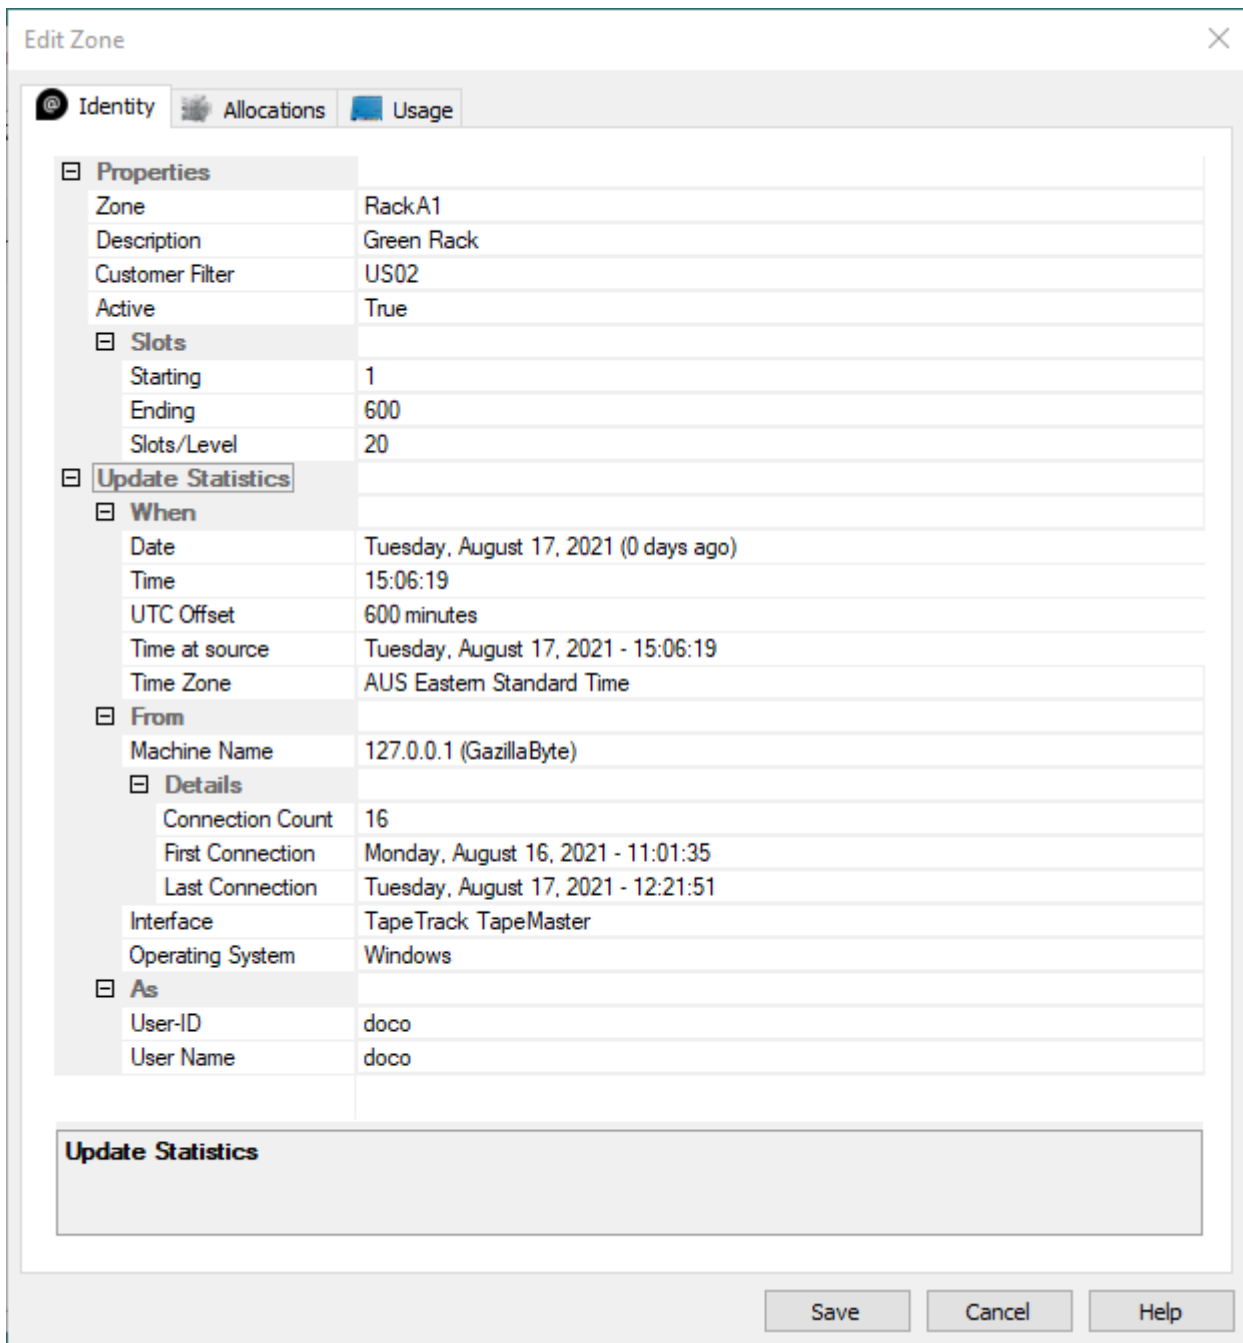 Edit Zone
Identity Allocations Usage
Properties
Zone RackA1
Description Green Rack
Customer Filter US02
Active True
Slots
Starting 1
Ending 600
Slots/Level 20
Update Statistics
When
Date Tuesday, August 17, 2021 (0 days ago)
Time 15:06:19
UTC Offset 600 minutes
Time at source Tuesday, August 17, 2021 - 15:06:19
Time Zone AUS Eastern Standard Time
From
Machine Name 127.0.0.1 (GazillaByte)
Details
Connection Count 16
First Connection Monday, August 16, 2021 - 11:01:35
Last Connection Tuesday, August 17, 2021 - 12:21:51
Interface TapeTrack TapeMaster
Operating System Windows
As
User-ID doco
User Name doco
Update Statistics
Save Cancel Help